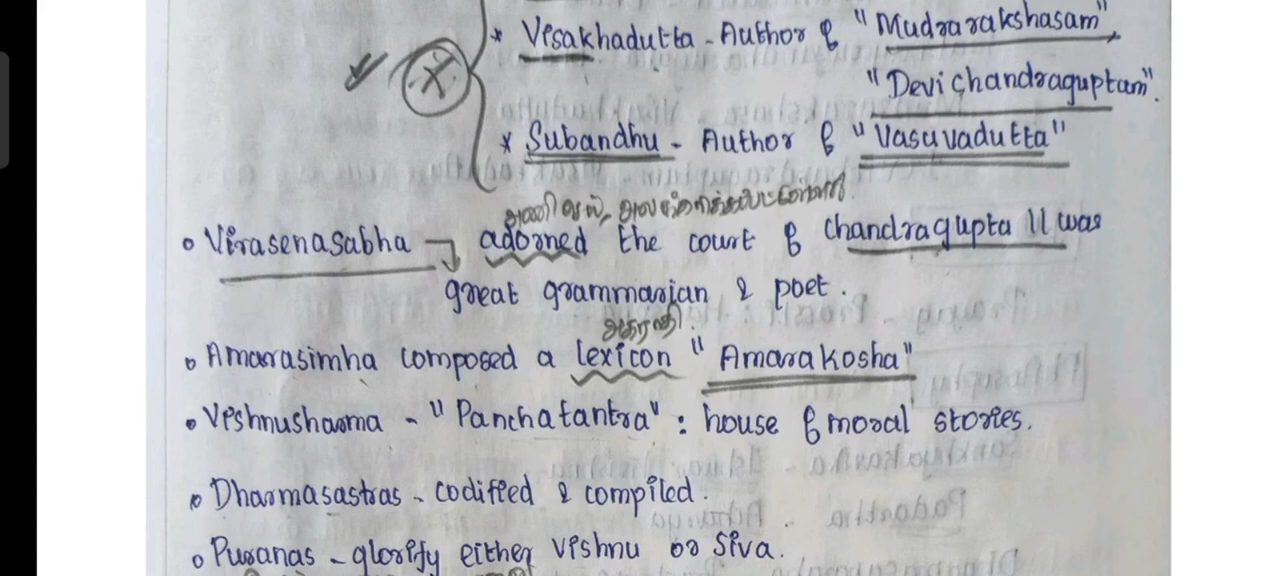 * Visakhadutta - Author of "Mudrarakshasam",
"Devichandraguptam".
* Subandhu - Author of "Vasuvadutta"
• Virasenasabha → adorned the court of chandragupta II was
great grammarian & poet.
அகராதி.
• Amarasimha composed a lexicon "Amarakosha"
• Vishnusharma - "Panchatantra" : house of moral stories.
• Dharmasastras - codified & compiled.
• Puranas - glorify either Vishnu or Siva.